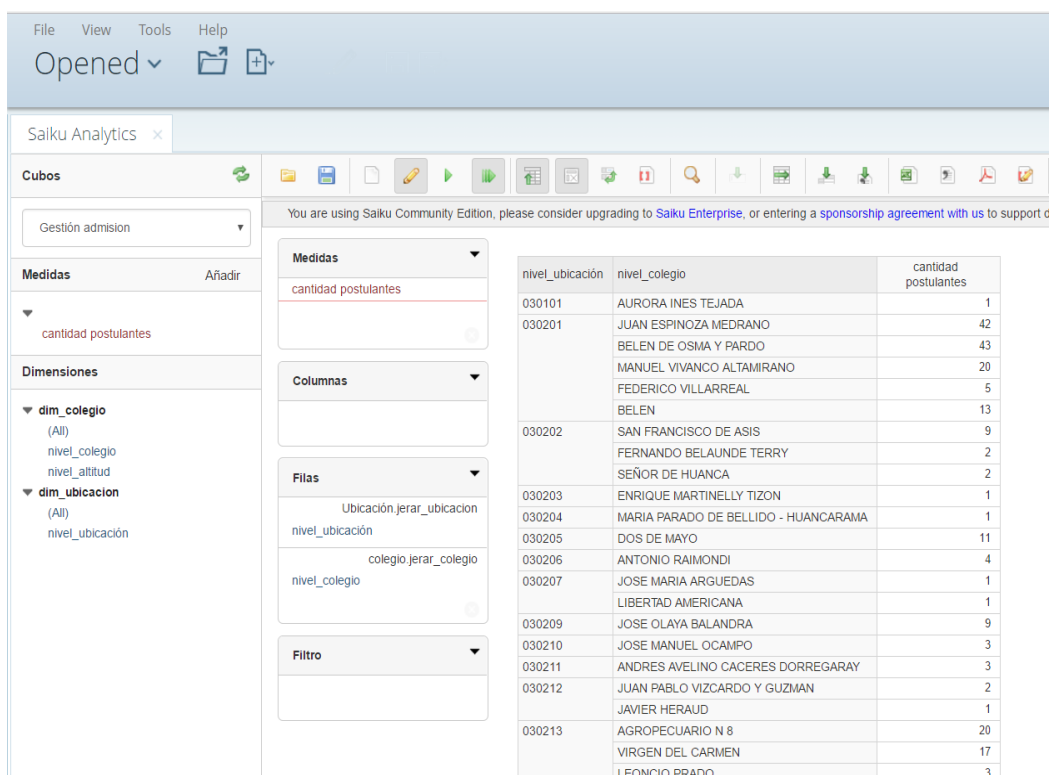 File View Tools Help
Opened
Saiku Analytics ×
Cubos
Gestión admision
Medidas Añadir
cantidad postulantes
Dimensiones
dim_colegio
(All)
nivel_colegio
nivel_altitud
dim_ubicacion
(All)
nivel_ubicación
You are using Saiku Community Edition, please consider upgrading to Saiku Enterprise, or entering a sponsorship agreement with us to support d
Medidas
cantidad postulantes
Columnas
Filas
Ubicación.jerar_ubicacion
nivel_ubicación
colegio.jerar_colegio
nivel_colegio
Filtro
nivel_ubicación nivel_colegio cantidad
postulantes
030101 AURORA INES TEJADA 1
030201 JUAN ESPINOZA MEDRANO 42
BELEN DE OSMA Y PARDO 43
MANUEL VIVANCO ALTAMIRANO 20
FEDERICO VILLARREAL 5
BELEN 13
030202 SAN FRANCISCO DE ASIS 9
FERNANDO BELAUNDE TERRY 2
SEÑOR DE HUANCA 2
030203 ENRIQUE MARTINELLY TIZON 1
030204 MARIA PARADO DE BELLIDO - HUANCARAMA 1
030205 DOS DE MAYO 11
030206 ANTONIO RAIMONDI 4
030207 JOSE MARIA ARGUEDAS 1
LIBERTAD AMERICANA 1
030209 JOSE OLAYA BALANDRA 9
030210 JOSE MANUEL OCAMPO 3
030211 ANDRES AVELINO CACERES DORREGARAY 3
030212 JUAN PABLO VIZCARDO Y GUZMAN 2
JAVIER HERAUD 1
030213 AGROPECUARIO N 8 20
VIRGEN DEL CARMEN 17
LEONCIO PRADO 3